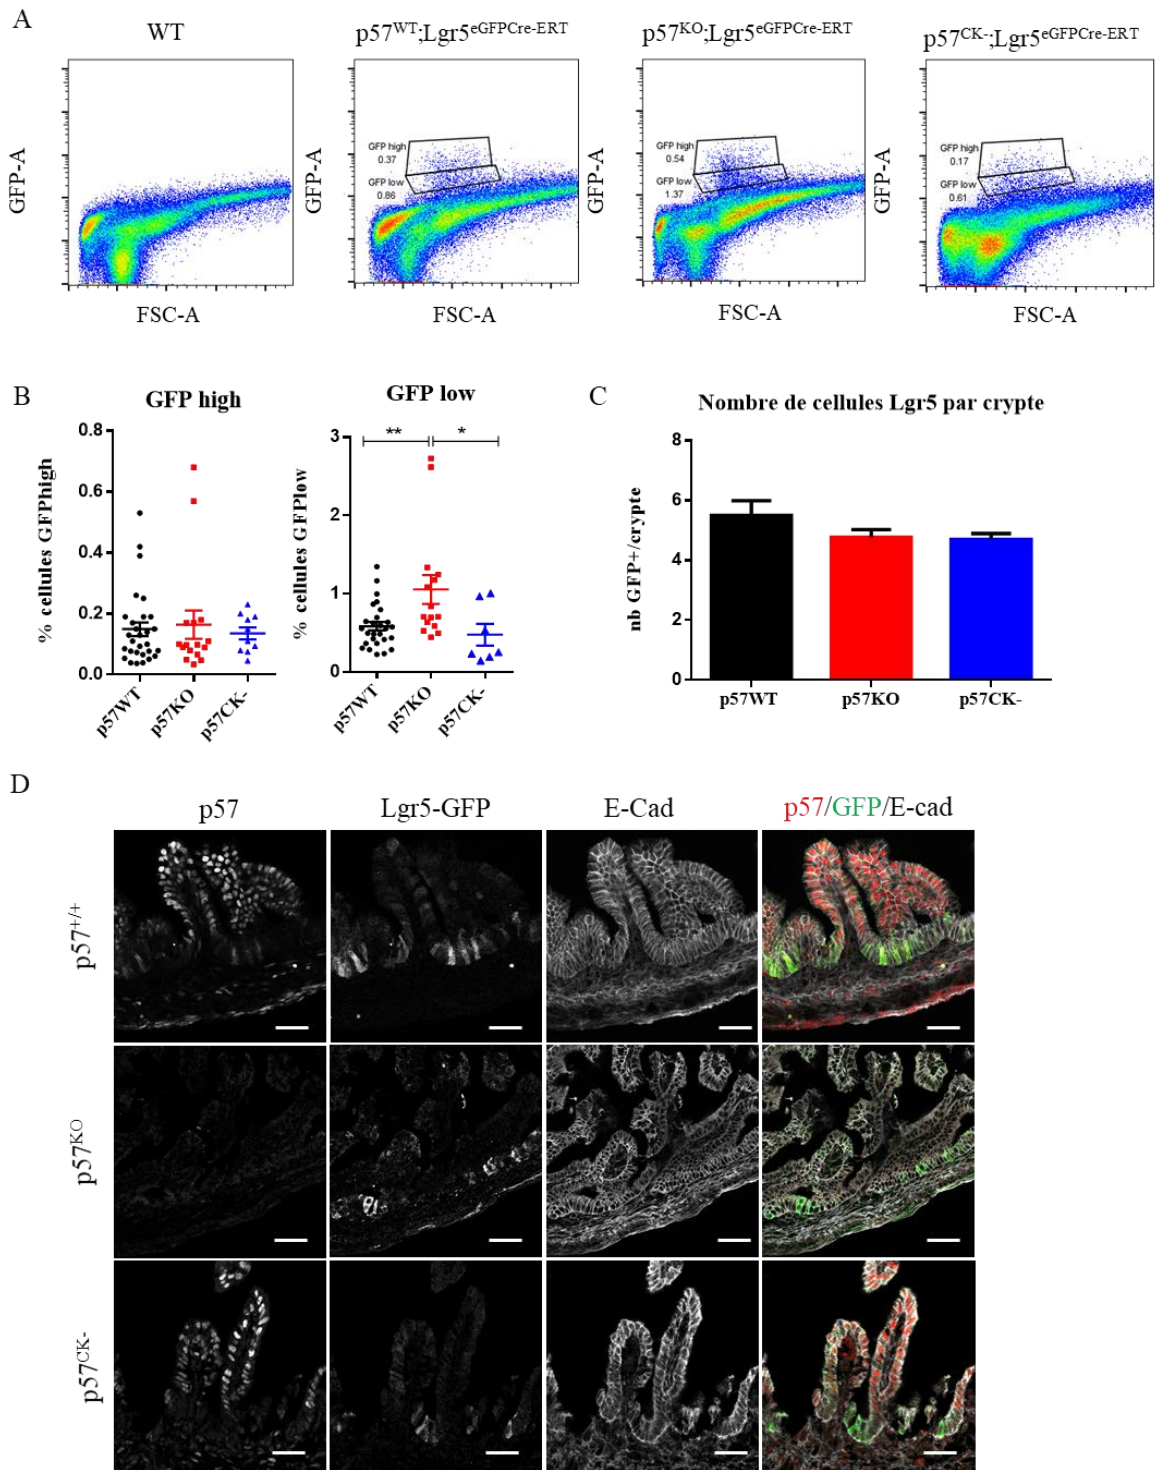 A
WT
p57WT;Lgr5eGFPCre-ERT
p57KO;Lgr5eGFPCre-ERT
p57CK-;Lgr5eGFPCre-ERT
GFP-A
GFP-A
GFP-A
GFP-A
GFP high
0.37
GFP low
0.86
GFP high
0.54
GFP low
1.37
GFP high
0.17
GFP low
0.61
FSC-A
FSC-A
FSC-A
FSC-A
B
GFP high
% cellules GFPhigh
0.8
0.6
0.4
0.2
0.0
p57WT
p57KO
p57CK-
GFP low
% cellules GFPlow
3
2
1
0
**
*
p57WT
p57KO
p57CK-
C
Nombre de cellules Lgr5 par crypte
nb GFP+/crypte
8
6
4
2
0
p57WT
p57KO
p57CK-
D
p57
Lgr5-GFP
E-Cad
p57/GFP/E-cad
p57+/+
p57KO
p57CK-